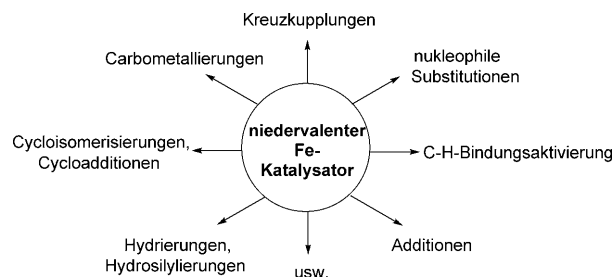 Kreuzkupplungen
Carbometallierungen
nukleophile
Substitutionen
Cycloisomerisierungen,
Cycloadditionen
niedervalenter
Fe-
Katalysator
C-H-Bindungsaktivierung
Hydrierungen,
Hydrosilylierungen
Additionen
usw.